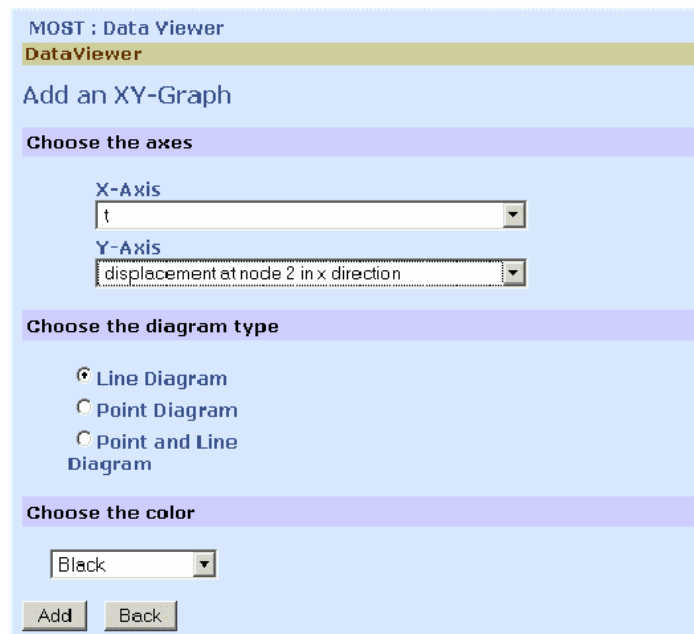 MOST : Data Viewer
DataViewer
Add an XY-Graph
Choose the axes
X-Axis
t
Y-Axis
displacement at node 2 in x direction
Choose the diagram type
Line Diagram
Point Diagram
Point and Line
Diagram
Choose the color
Black
Add Back